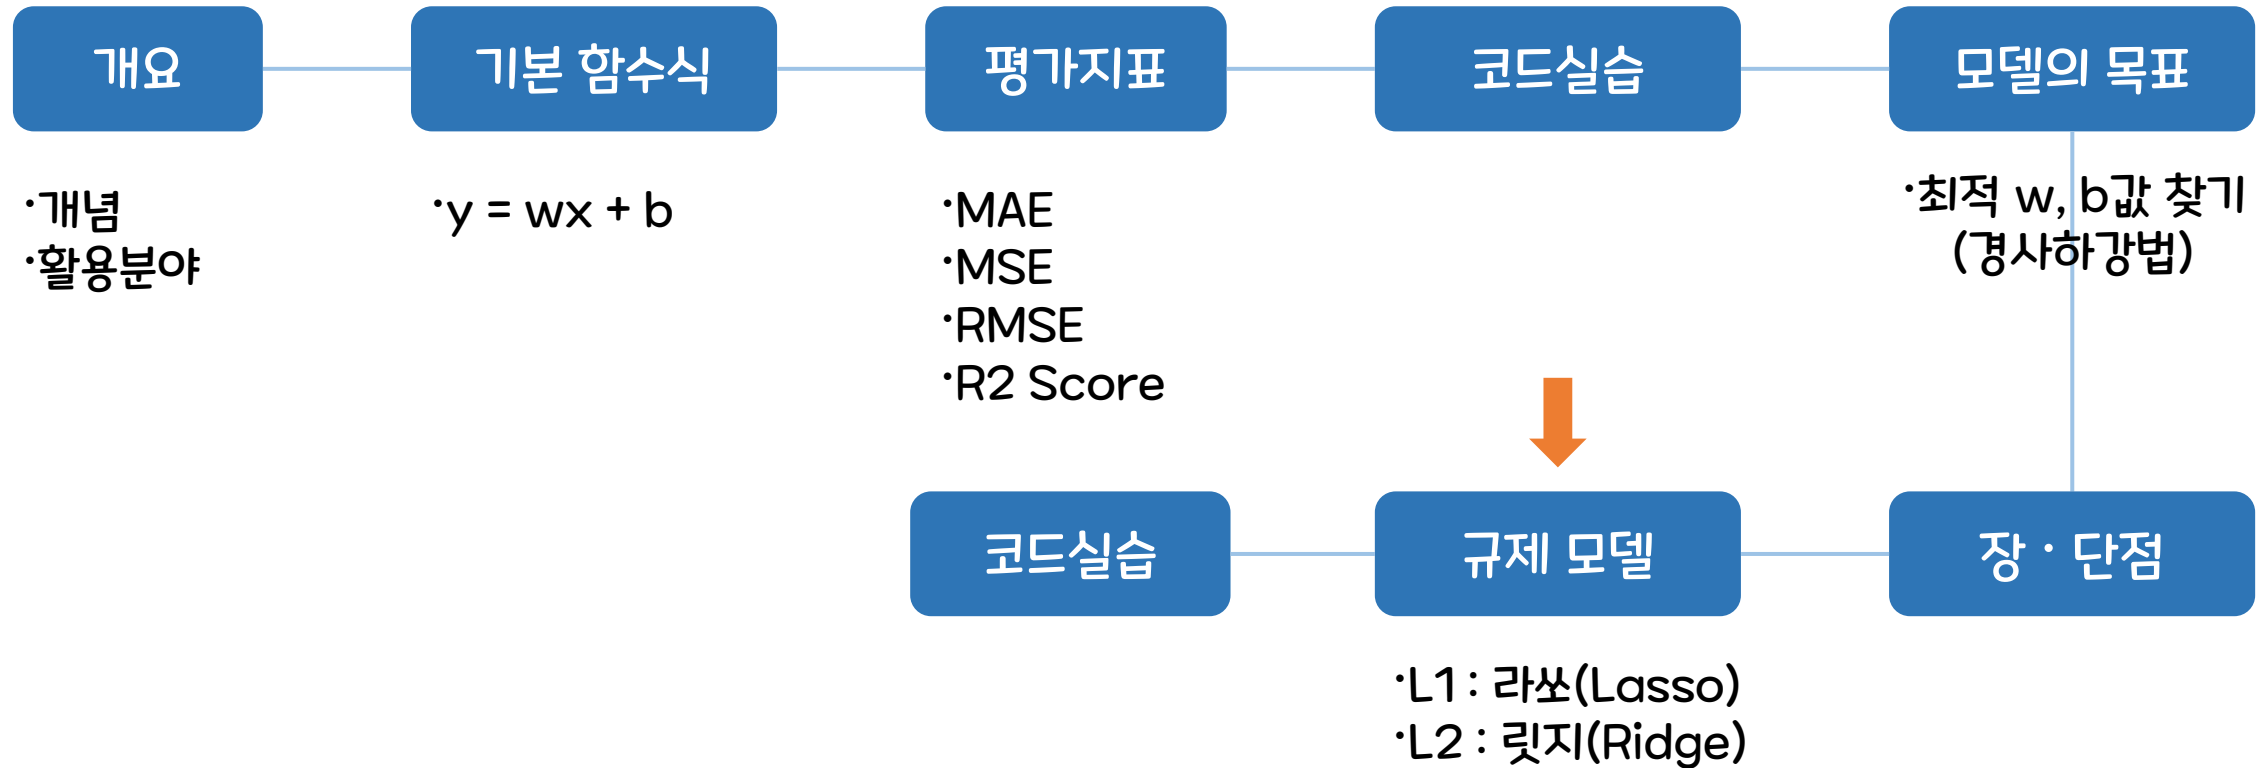 개요
기본 함수식
평가지표
코드실습
모델의 목표
·개념
·활용분야
·y = wx + b
·MAE
·MSE
·RMSE
·R2 Score
·최적 w, b값 찾기
(경사하강법)
코드실습
규제 모델
장 · 단점
·L1 : 라쏘(Lasso)
·L2 : 릿지(Ridge)